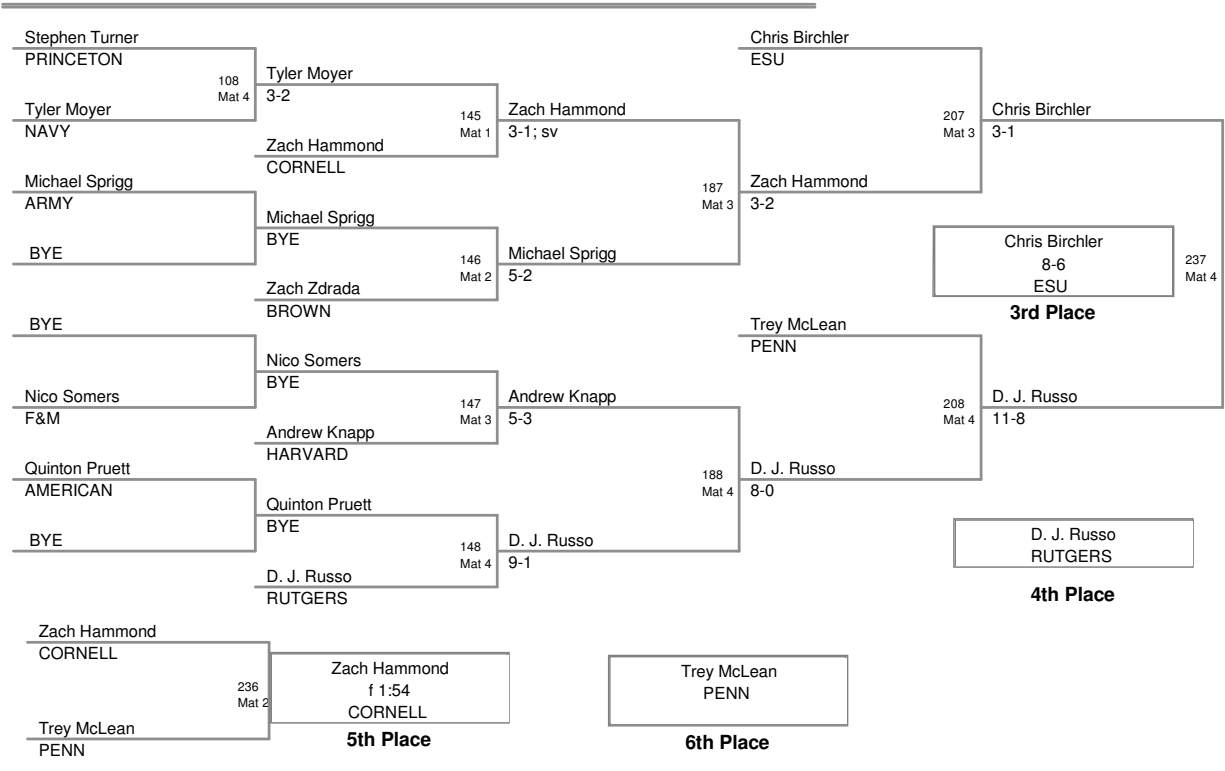 Stephen Turner
PRINCETON
108
Mat 4
Tyler Moyer
NAVY
Tyler Moyer
3-2
145
Mat 1
Zach Hammond
CORNELL
Michael Sprigg
ARMY
BYE
Michael Sprigg
BYE
146
Mat 2
Zach Zdrada
BROWN
BYE
Nico Somers
F&M
Nico Somers
BYE
147
Mat 3
Andrew Knapp
HARVARD
Quinton Pruett
AMERICAN
BYE
Quinton Pruett
BYE
148
Mat 4
D. J. Russo
RUTGERS
Zach Hammond
3-1; sv
187
Mat 3
Michael Sprigg
5-2
Andrew Knapp
5-3
188
Mat 4
D. J. Russo
9-1
Chris Birchler
ESU
207
Mat 3
Zach Hammond
3-2
Trey McLean
PENN
208
Mat 4
D. J. Russo
8-0
Chris Birchler
3-1
237
Mat 4
D. J. Russo
11-8
Chris Birchler
8-6
ESU
3rd Place
D. J. Russo
RUTGERS
4th Place
Zach Hammond
CORNELL
236
Mat 2
Trey McLean
PENN
Zach Hammond
f 1:54
CORNELL
5th Place
Trey McLean
PENN
6th Place